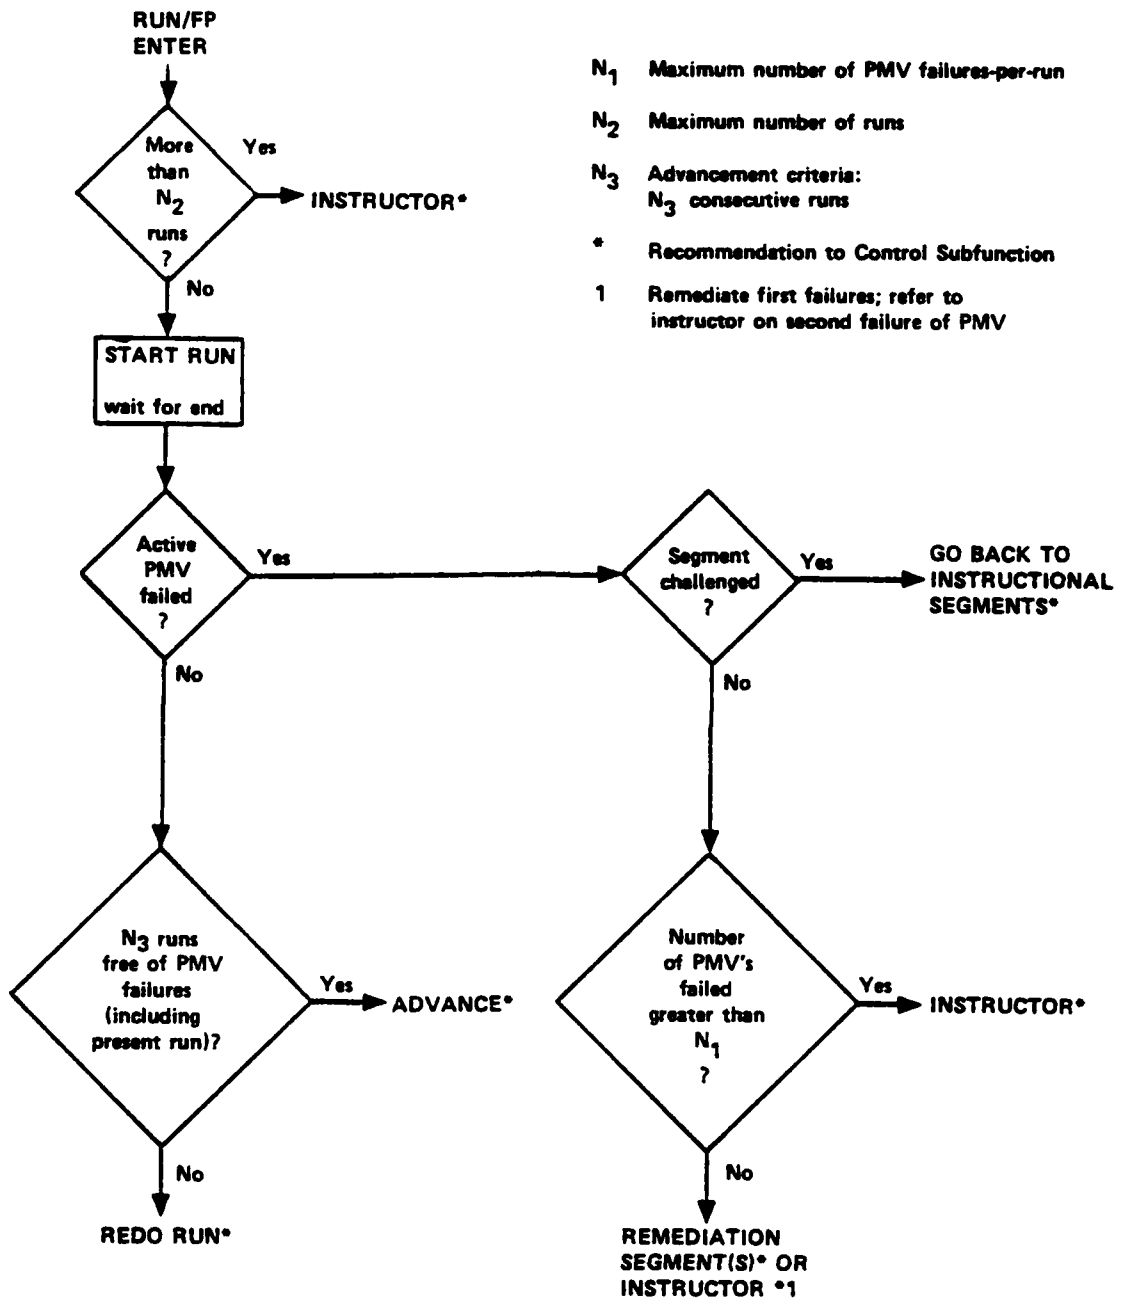 RUN/FP
ENTER
More
than
N2
runs
?
Yes
INSTRUCTOR*
No
N1 Maximum number of PMV failures-per-run
N2 Maximum number of runs
N3 Advancement criteria:
N3 consecutive runs
* Recommendation to Control Subfunction
1 Remediate first failures; refer to
instructor on second failure of PMV
START RUN
wait for end
Active
PMV
failed
?
Yes
No
Segment
challenged
?
Yes
GO BACK TO
INSTRUCTIONAL
SEGMENTS*
No
N3 runs
free of PMV
failures
(including
present run)?
Yes
ADVANCE*
No
REDO RUN*
Number
of PMV's
failed
greater than
N1
?
Yes
INSTRUCTOR*
No
REMEDIATION
SEGMENT(S)* OR
INSTRUCTOR *1